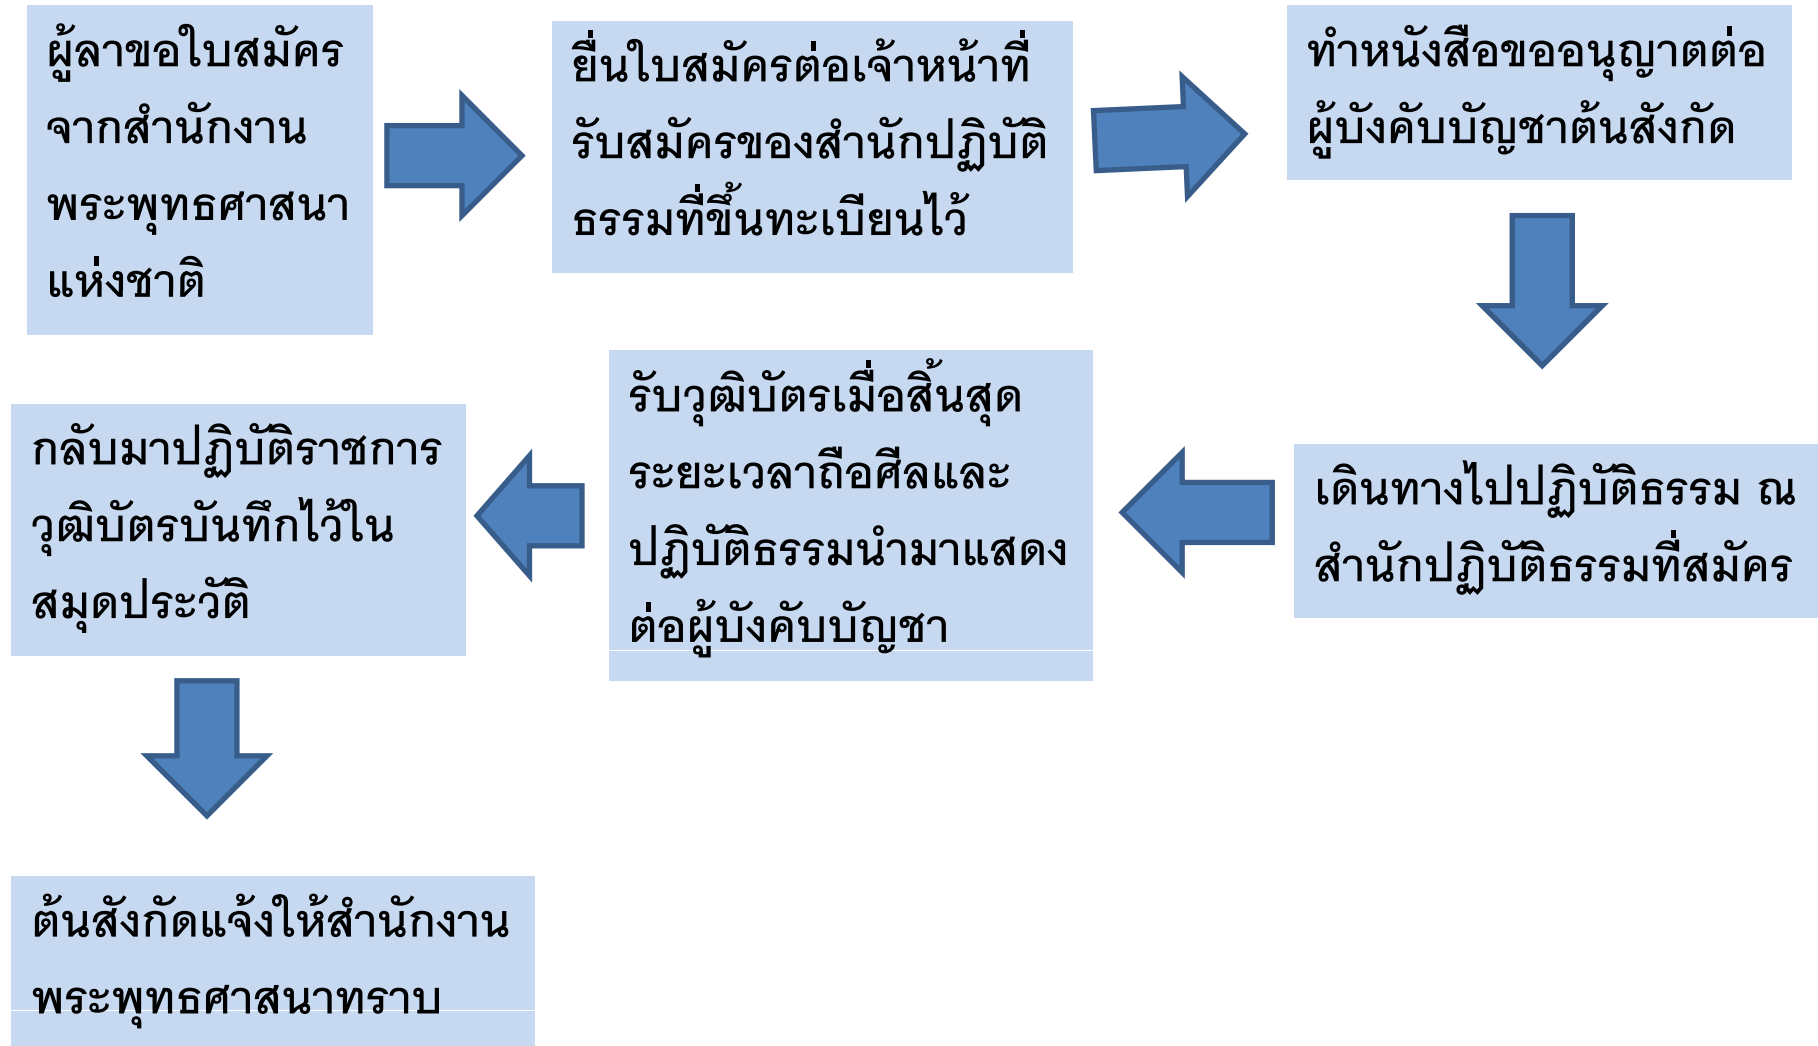 ผู้ลาขอใบสมัคร
จากสำนักงาน
พระพุทธศาสนา
แห่งชาติ
ยื่นใบสมัครต่อเจ้าหน้าที่
รับสมัครของสำนักปฏิบัติ
ธรรมที่ขึ้นทะเบียนไว้
ทำหนังสือขออนุญาตต่อ
ผู้บังคับบัญชาต้นสังกัด
เดินทางไปปฏิบัติธรรม ณ
สำนักปฏิบัติธรรมที่สมัคร
รับวุฒิบัตรเมื่อสิ้นสุด
ระยะเวลาถือศีลและ
ปฏิบัติธรรมนำมาแสดง
ต่อผู้บังคับบัญชา
กลับมาปฏิบัติราชการ
วุฒิบัตรบันทึกไว้ใน
สมุดประวัติ
ต้นสังกัดแจ้งให้สำนักงาน
พระพุทธศาสนาทราบ